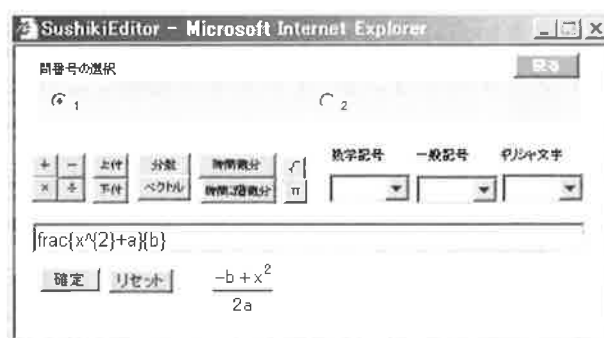 SushikiEditor - Microsoft Internet Explorer
問番号の選択 戻る
1 2
数学記号 一般記号 ギリシャ文字
+ - 上付 分数 時間微分 √
× ÷ 下付 ベクトル 時間2階微分 π
frac{x^{2}+a}{b}
確定 リセット
-b + x²
2a